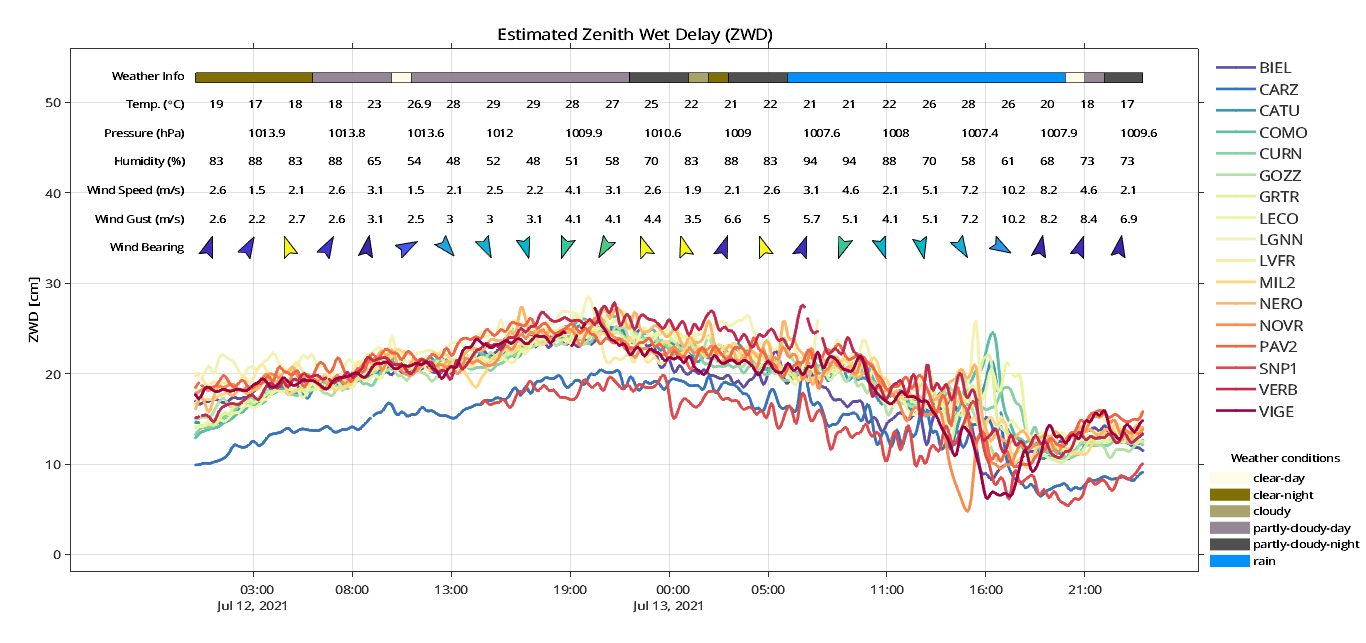 Estimated Zenith Wet Delay (ZWD)
Weather Info
Temp. (°C) 19 17 18 18 23 26.9 28 29 29 28 27 25 22 21 22 21 21 22 26 28 26 20 18 17
Pressure (hPa) 1013.9 1013.8 1013.6 1012 1009.9 1010.6 1009 1007.6 1008 1007.4 1007.9 1009.6
Humidity (%) 83 88 83 88 65 54 48 52 48 51 58 70 83 88 83 94 94 88 70 58 61 68 73 73
Wind Speed (m/s) 2.6 1.5 2.1 2.6 3.1 1.5 2.1 2.5 2.2 4.1 3.1 2.6 1.9 2.1 2.6 3.1 4.6 2.1 5.1 7.2 10.2 8.2 4.6 2.1
Wind Gust (m/s) 2.6 2.2 2.7 2.6 3.1 2.5 3 3 3.1 4.1 4.1 4.4 3.5 6.6 5 5.7 5.1 4.1 5.1 7.2 10.2 8.2 8.4 6.9
Wind Bearing
50
40
30
20
10
0
ZWD [cm]
03:00 08:00 13:00 19:00 00:00 05:00 11:00 16:00 21:00
Jul 12, 2021 Jul 13, 2021
BIEL
CARZ
CATU
COMO
CURN
GOZZ
GRTR
LECO
LGNN
LVFR
MIL2
NERO
NOVR
PAV2
SNP1
VERB
VIGE
Weather conditions
clear-day
clear-night
cloudy
partly-cloudy-day
partly-cloudy-night
rain